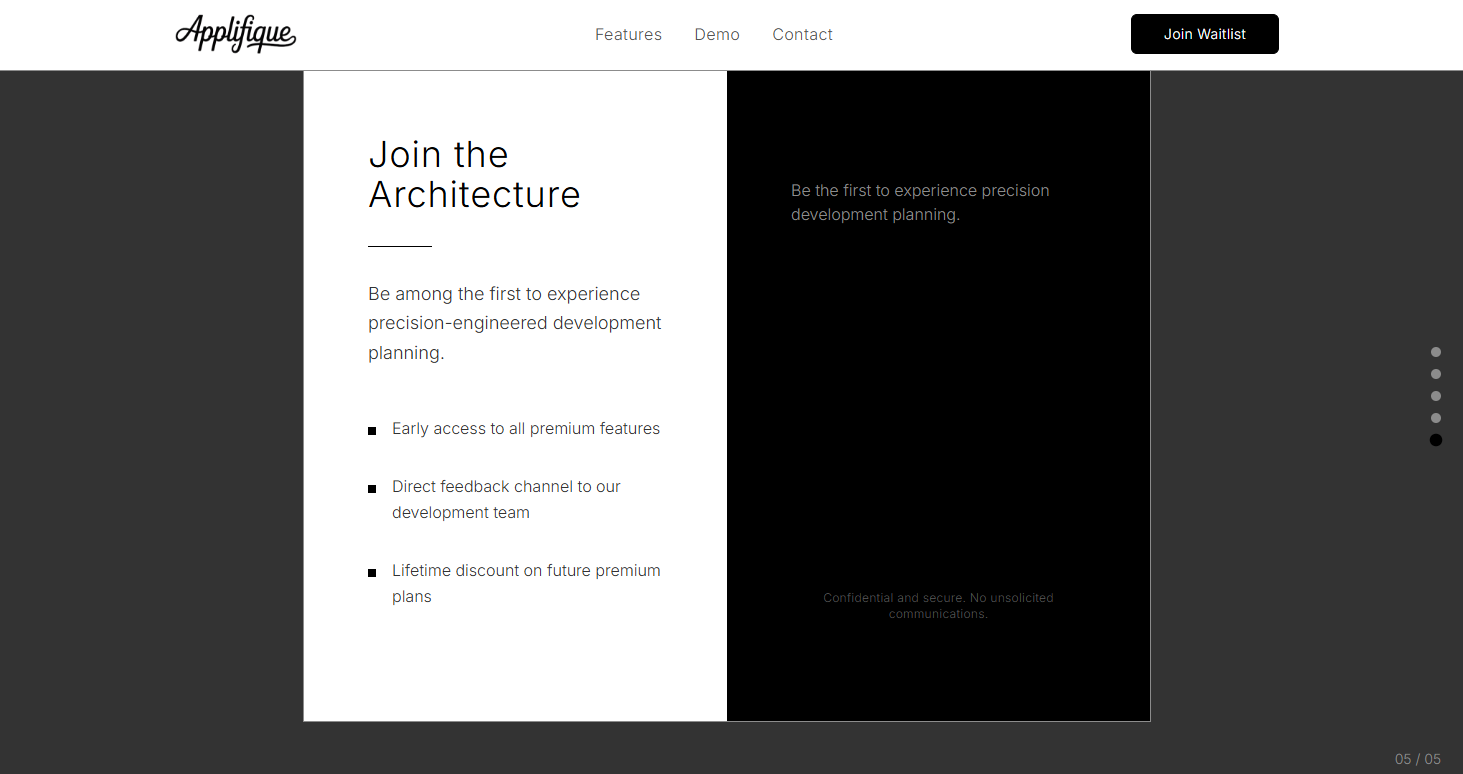 Applifique
Features
Demo
Contact
Join Waitlist
Join the
Architecture
Be among the first to experience
precision-engineered development
planning.
Early access to all premium features
Direct feedback channel to our
development team
Lifetime discount on future premium
plans
Be the first to experience precision
development planning.
Confidential and secure. No unsolicited
communications.
05 / 05